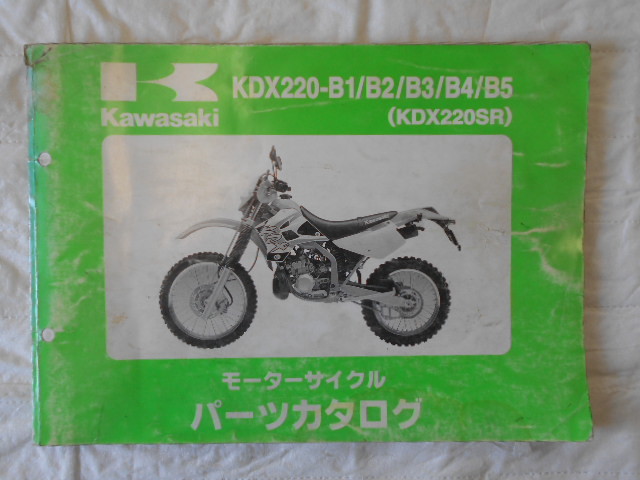 KDX220-B1/B2/B3/B4/B5
Kawasaki
(KDX220SR)
モーターサイクル
パーツカタログ